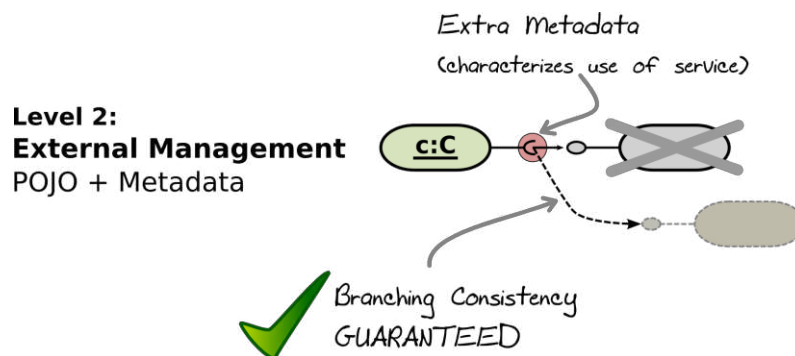 Extra Metadata
(characterizes use of service)
Level 2:
External Management
POJO + Metadata
c:C
Branching Consistency
GUARANTEED